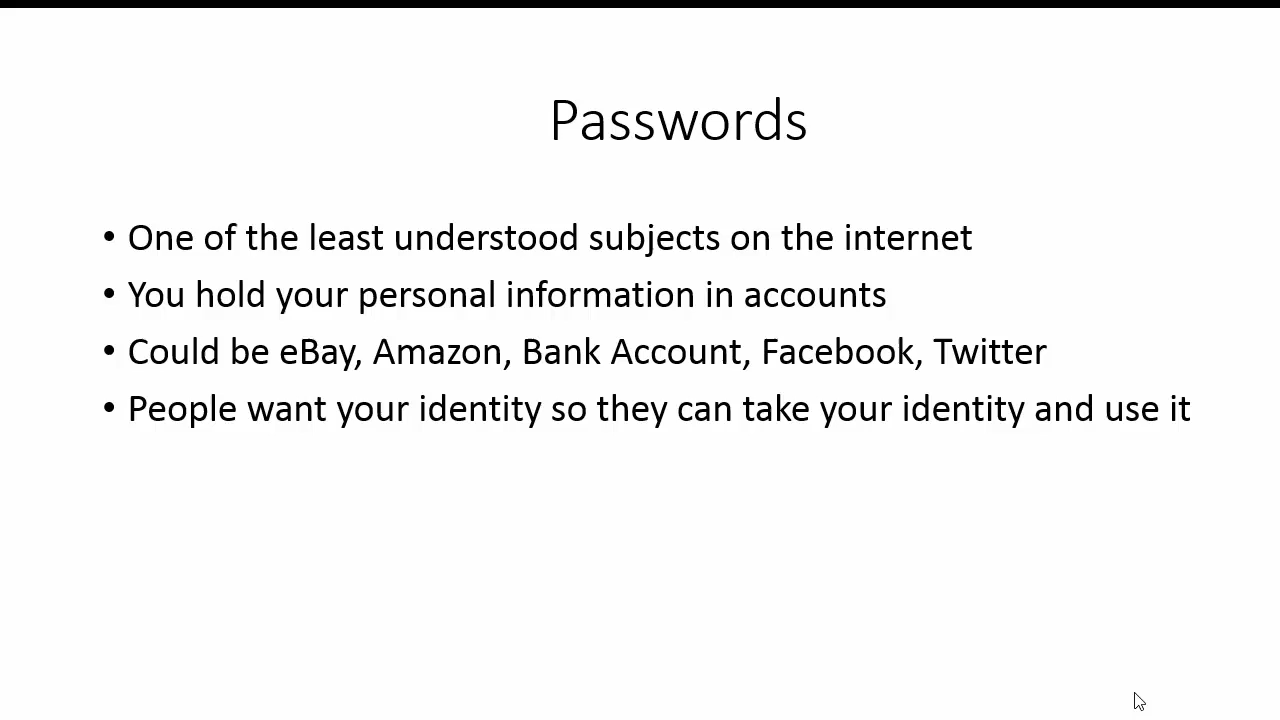 Passwords
• One of the least understood subjects on the internet
• You hold your personal information in accounts
• Could be eBay, Amazon, Bank Account, Facebook, Twitter
• People want your identity so they can take your identity and use it